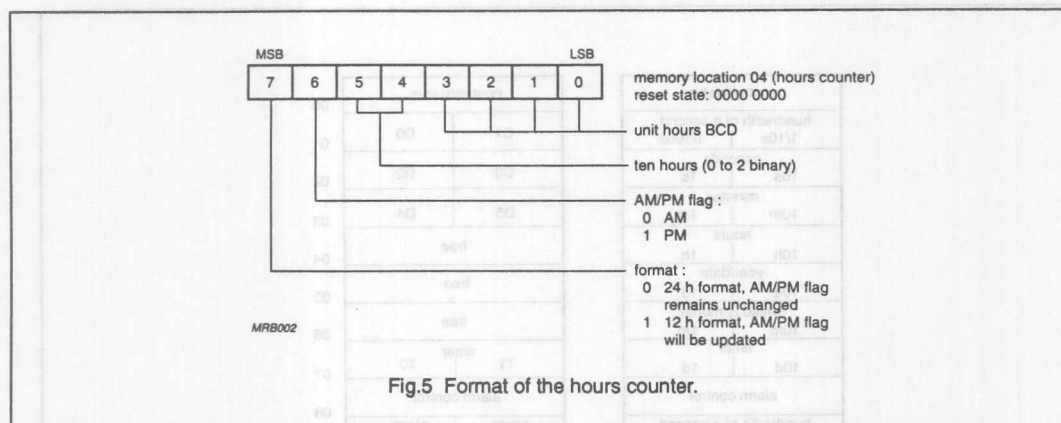 MSB LSB
7 6 5 4 3 2 1 0
memory location 04 (hours counter)
reset state: 0000 0000
unit hours BCD
ten hours (0 to 2 binary)
AM/PM flag :
0 AM
1 PM
format :
0 24 h format, AM/PM flag
remains unchanged
1 12 h format, AM/PM flag
will be updated
MRB002
Fig.5 Format of the hours counter.